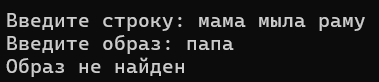 Введите строку: мама мыла раму
Введите образ: папа
Образ не найден